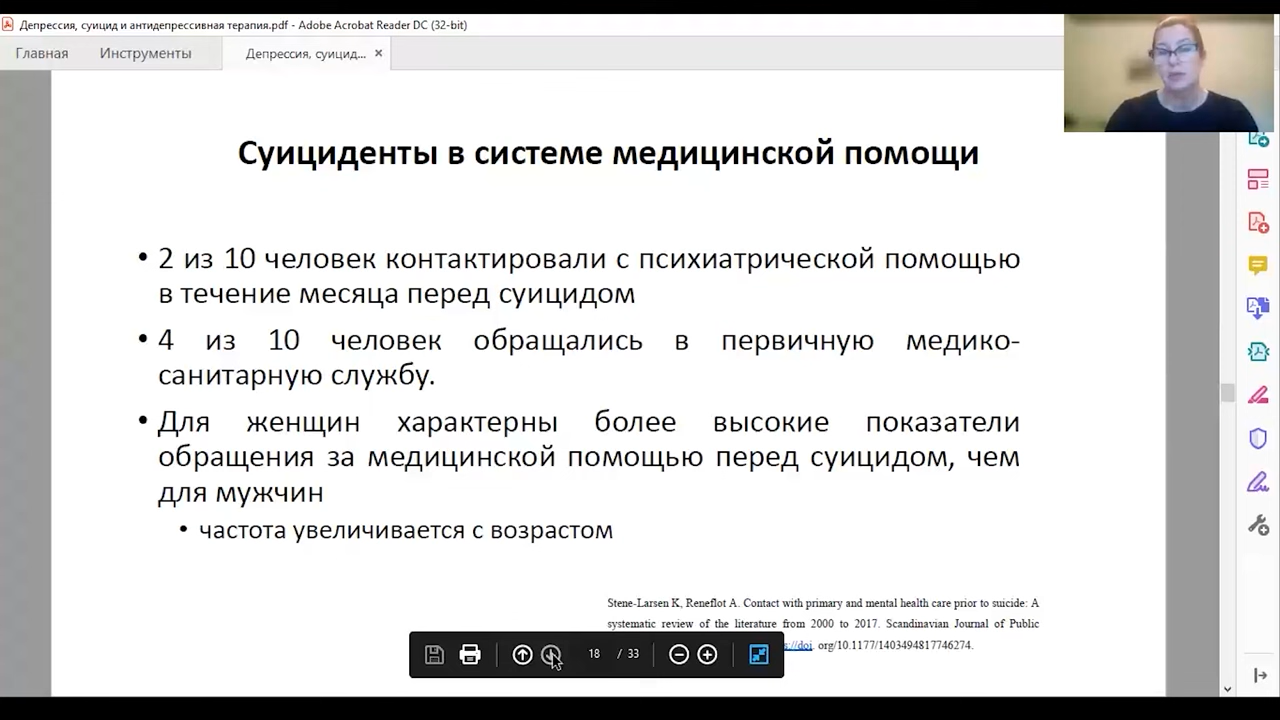 Депрессия, суицид и антидепрессивная терапия.pdf - Adobe Acrobat Reader DC (32-bit)
Главная Инструменты Депрессия, суицид... ×
Суициденты в системе медицинской помощи
• 2 из 10 человек контактировали с психиатрической помощью
в течение месяца перед суицидом
• 4 из 10 человек обращались в первичную медико-
санитарную службу.
• Для женщин характерны более высокие показатели
обращения за медицинской помощью перед суицидом, чем
для мужчин
• частота увеличивается с возрастом
Stene-Larsen K, Reneflot A. Contact with primary and mental health care prior to suicide: A
systematic review of the literature from 2000 to 2017. Scandinavian Journal of Public
s://doi. org/10.1177/1403494817746274.
18 / 33